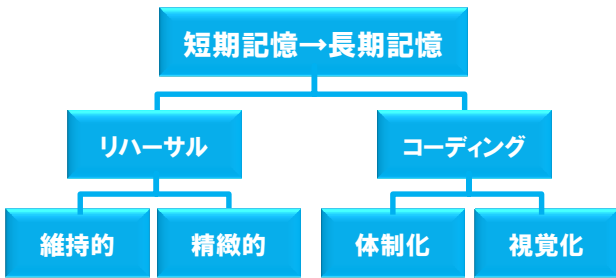 短期記憶→長期記憶
リハーサル
コーディング
維持的
精緻的
体制化
視覚化